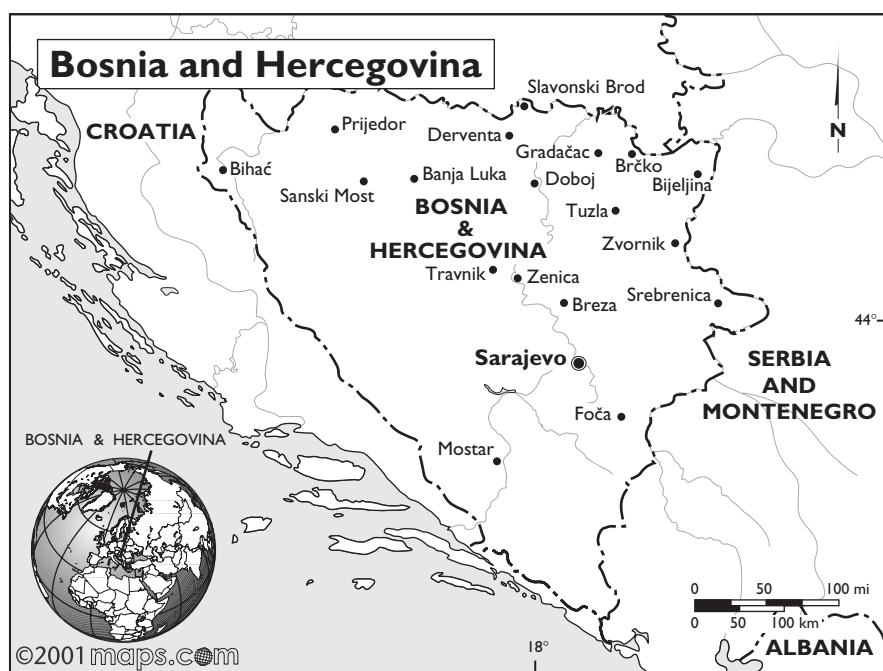 Bosnia and Hercegovina
Slavonski Brod
CROATIA
Prijedor
Derventa
N
Gradačac
Brčko
Bihać
Sanski Most
Banja Luka
Doboj
Bijeljina
BOSNIA
&
HERCEGOVINA
Tuzla
Zvornik
Travnik
Zenica
Breza
Srebrenica
44°
Sarajevo
SERBIA
AND
MONTENEGRO
Foča
BOSNIA & HERCEGOVINA
Mostar
0 50 100 mi
0 50 100 km
©2001 maps.com
18°
ALBANIA